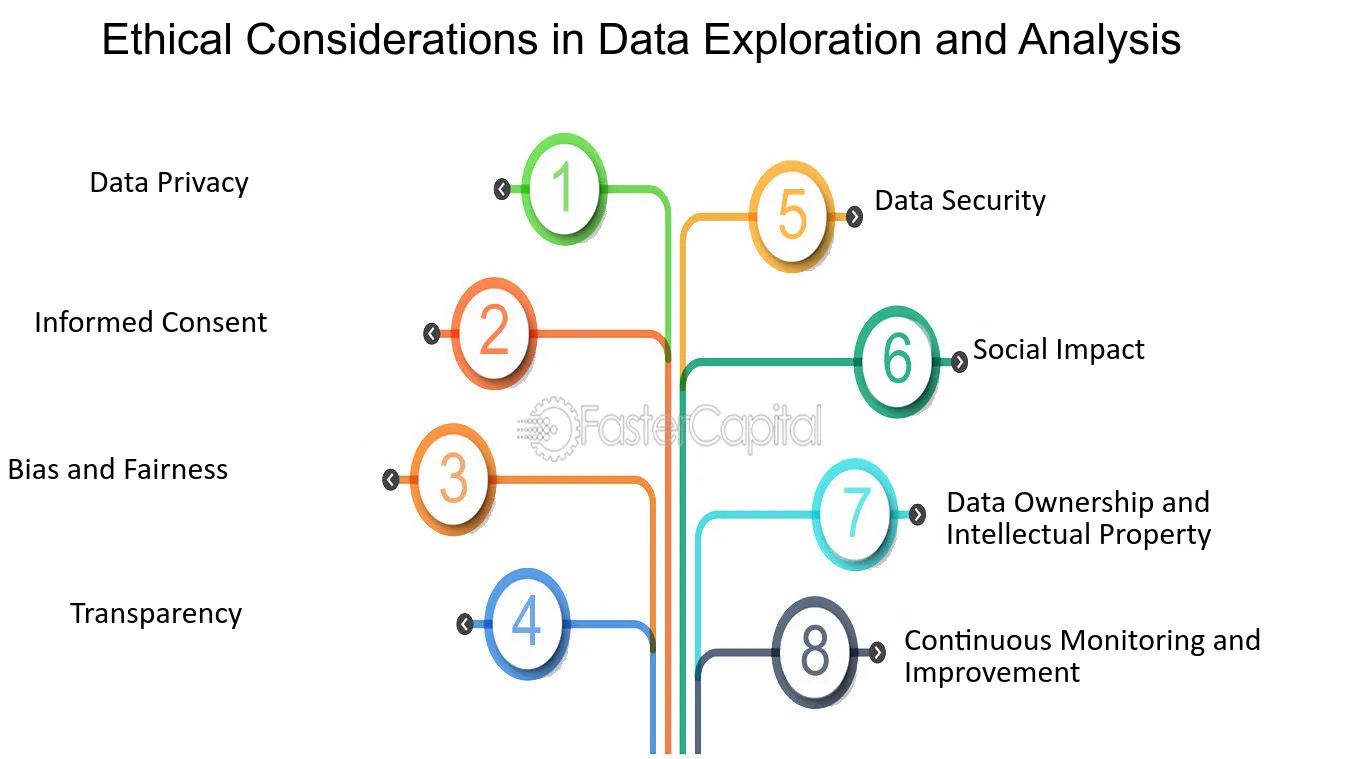 Ethical Considerations in Data Exploration and Analysis
1
Data Privacy
2
Informed Consent
3
Bias and Fairness
4
Transparency
5
Data Security
6
Social Impact
7
Data Ownership and
Intellectual Property
8
Continuous Monitoring and
Improvement
FasterCapital